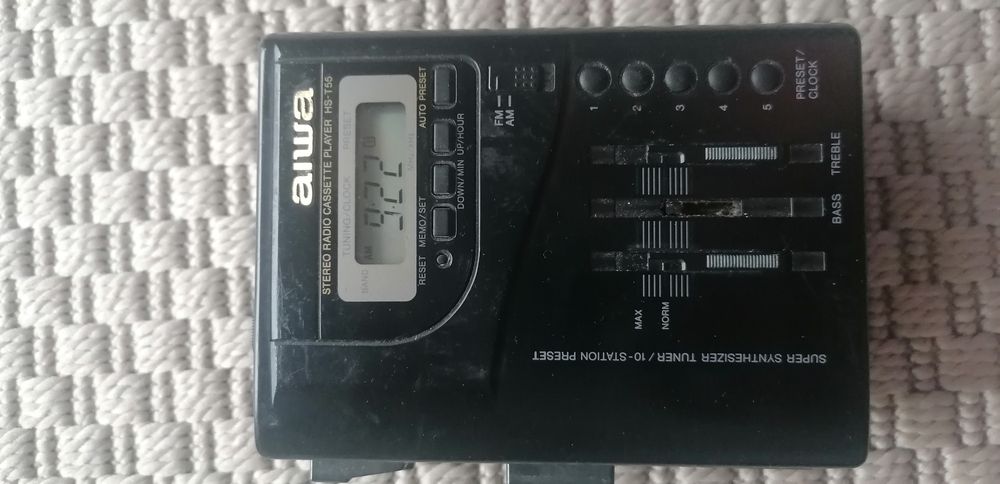 aiwa
STEREO RADIO CASSETTE PLAYER HS-T55
TUNING/CLOCK PRESET
BAND AM
RESET MEMO/SET DOWN/MIN UP/HOUR AUTO PRESET
FM
AM
1 2 3 4 5
PRESET/
CLOCK
MAX
NORM
BASS TREBLE
SUPER SYNTHESIZER TUNER / 10-STATION PRESET